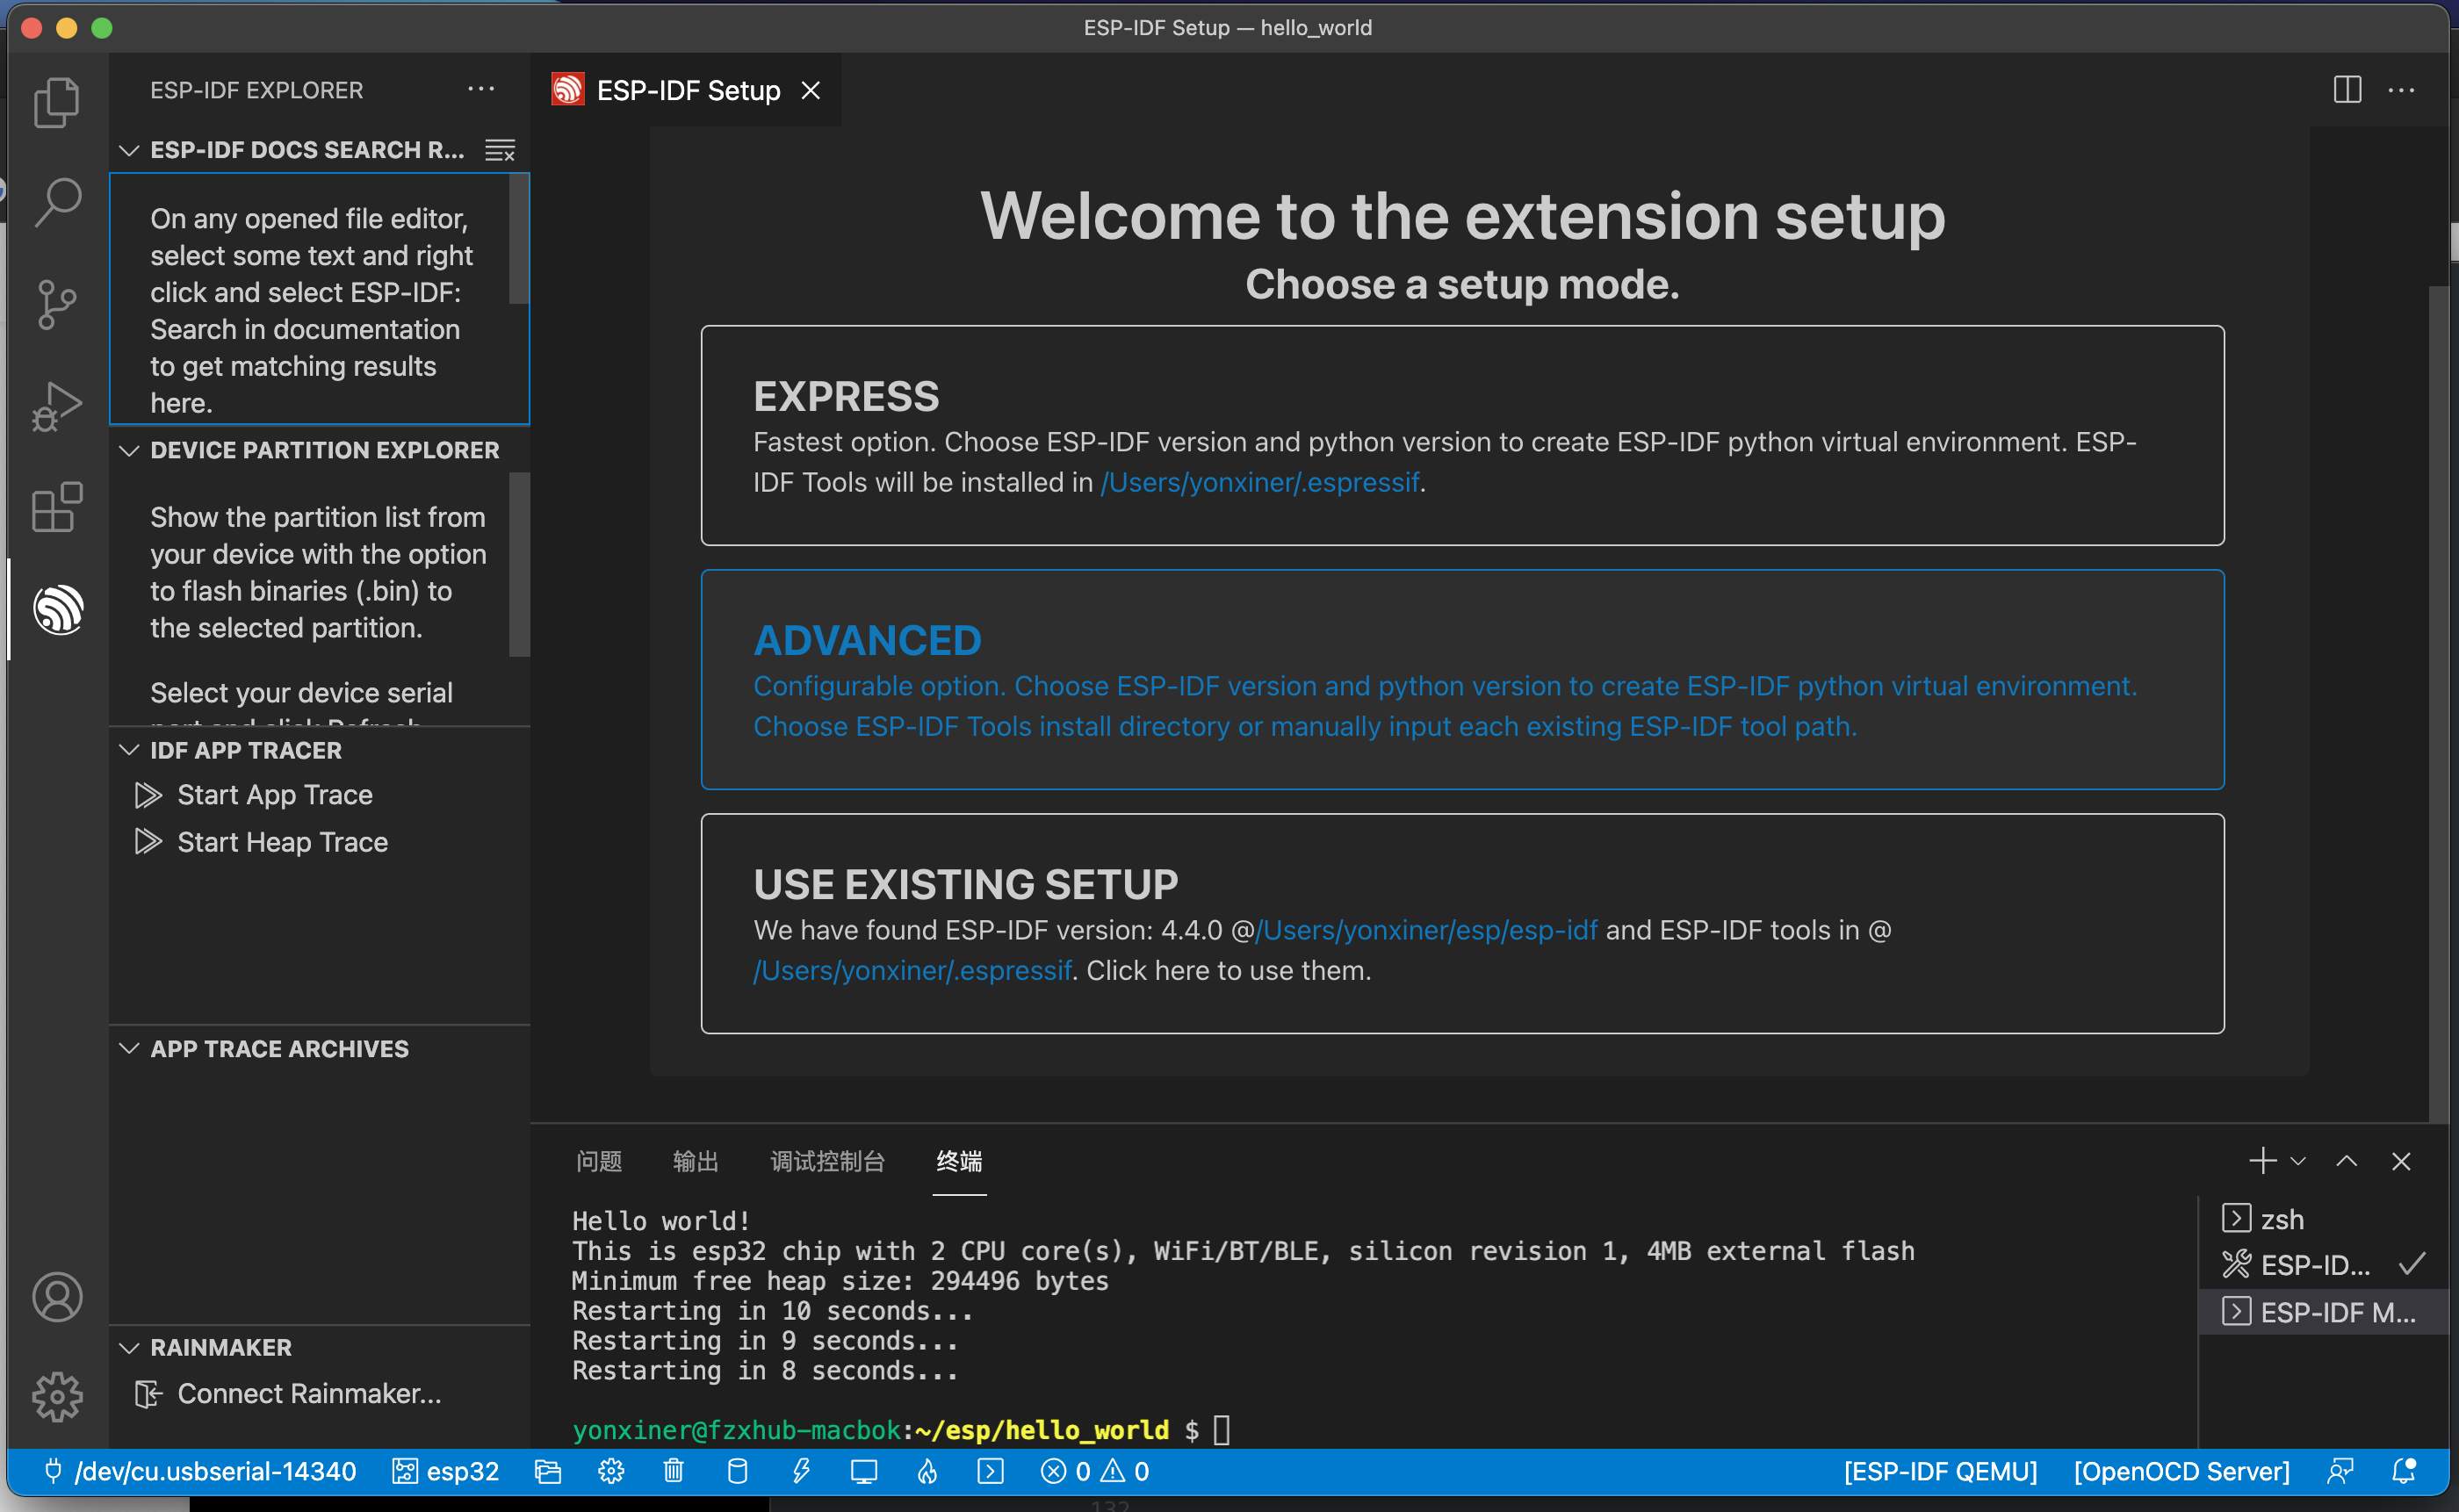 ESP-IDF Setup — hello_world
ESP-IDF EXPLORER
ESP-IDF Setup
ESP-IDF DOCS SEARCH R...
On any opened file editor,
select some text and right
click and select ESP-IDF:
Search in documentation
to get matching results
here.
DEVICE PARTITION EXPLORER
Show the partition list from
your device with the option
to flash binaries (.bin) to
the selected partition.
Select your device serial
port and click Refresh
IDF APP TRACER
Start App Trace
Start Heap Trace
APP TRACE ARCHIVES
RAINMAKER
Connect Rainmaker...
Welcome to the extension setup
Choose a setup mode.
EXPRESS
Fastest option. Choose ESP-IDF version and python version to create ESP-IDF python virtual environment. ESP-
IDF Tools will be installed in /Users/yonxiner/.espressif.
ADVANCED
Configurable option. Choose ESP-IDF version and python version to create ESP-IDF python virtual environment.
Choose ESP-IDF Tools install directory or manually input each existing ESP-IDF tool path.
USE EXISTING SETUP
We have found ESP-IDF version: 4.4.0 @/Users/yonxiner/esp/esp-idf and ESP-IDF tools in @
/Users/yonxiner/.espressif. Click here to use them.
问题 输出 调试控制台 终端
Hello world!
This is esp32 chip with 2 CPU core(s), WiFi/BT/BLE, silicon revision 1, 4MB external flash
Minimum free heap size: 294496 bytes
Restarting in 10 seconds...
Restarting in 9 seconds...
Restarting in 8 seconds...
yonxiner@fzxhub-macbok:~/esp/hello_world $
zsh
ESP-ID...
ESP-IDF M...
/dev/cu.usbserial-14340 esp32 0 0 [ESP-IDF QEMU] [OpenOCD Server]
132